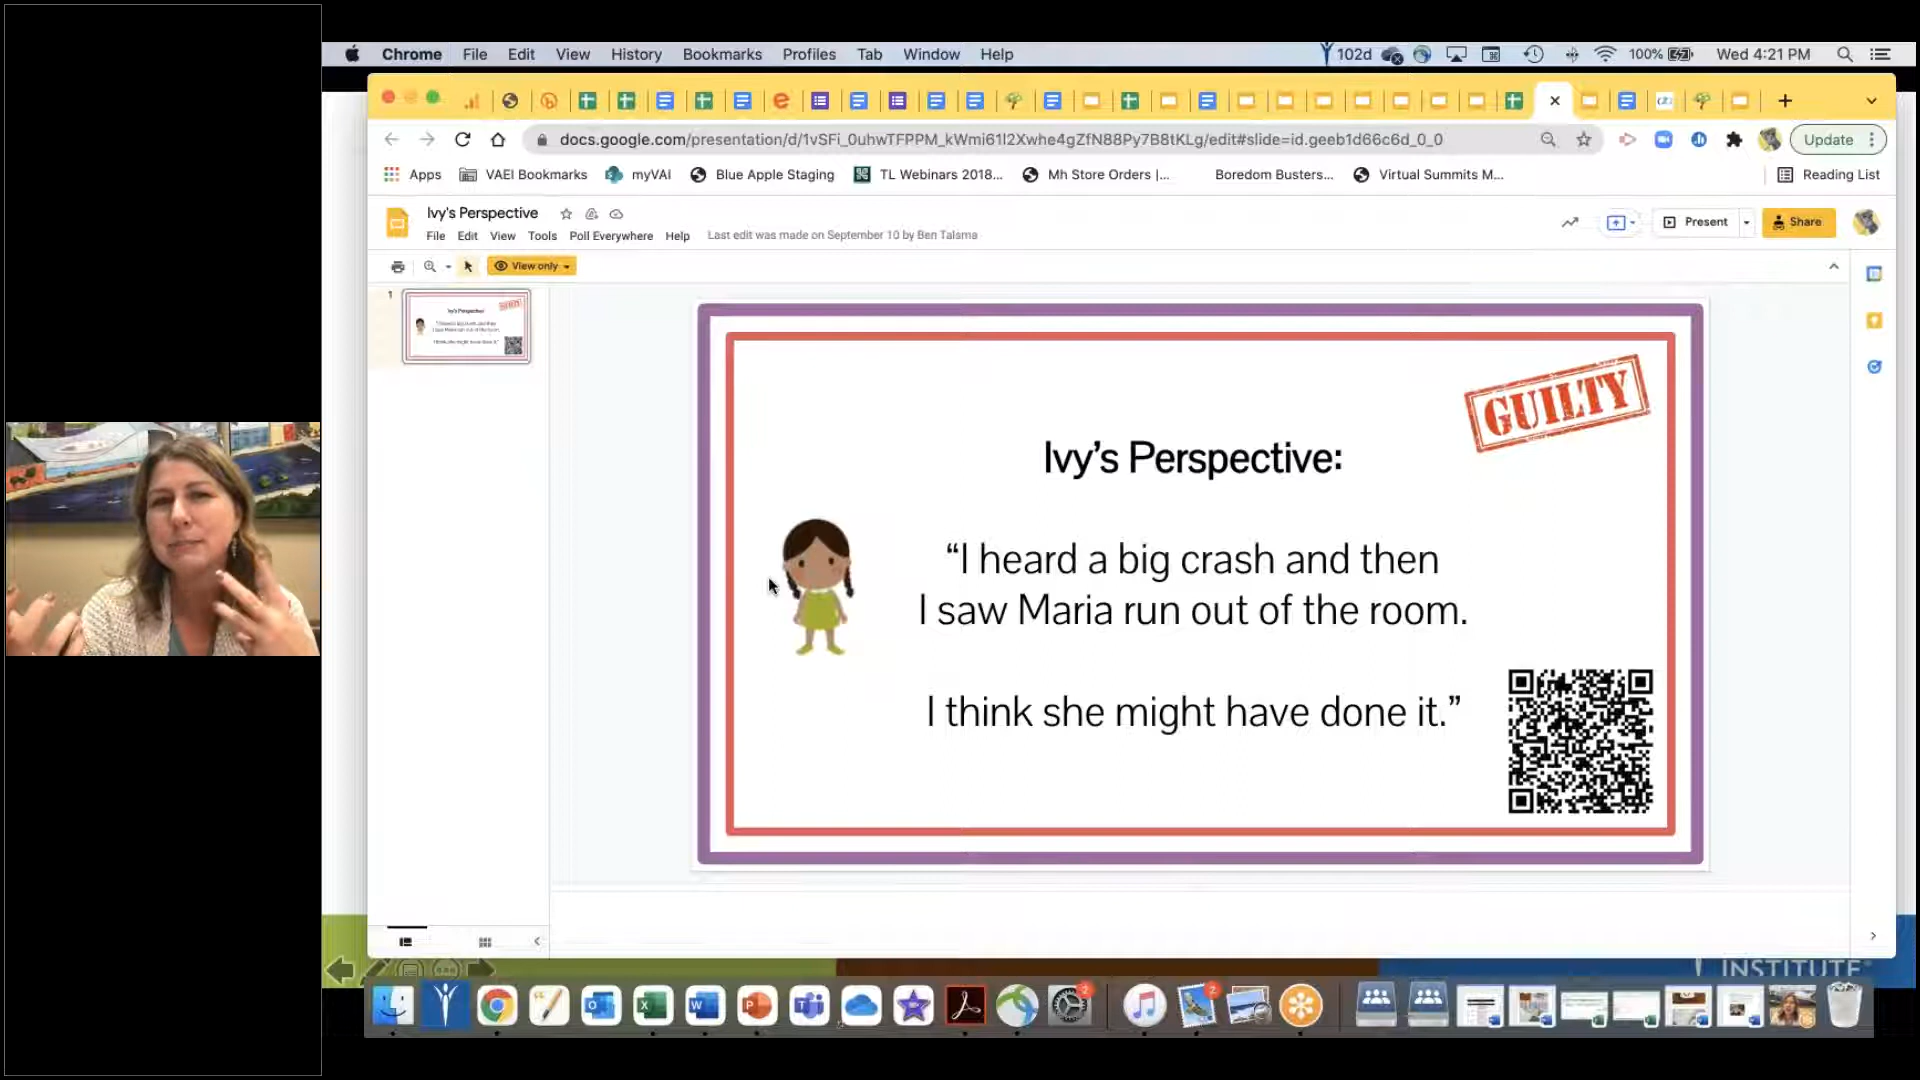 Chrome File Edit View History Bookmarks Profiles Tab Window Help
102d 100% Wed 4:21 PM
docs.google.com/presentation/d/1vSFi_0uhwTFPPM_kWmi61l2Xwhe4gZfN88Py7B8tKLg/edit#slide=id.geeb1d66c6d_0_0
Update
Apps VAEI Bookmarks myVAI Blue Apple Staging TL Webinars 2018... Mh Store Orders |... Boredom Busters... Virtual Summits M... Reading List
Ivy's Perspective
File Edit View Tools Poll Everywhere Help Last edit was made on September 10 by Ben Talsma
Present Share
View only
1
GUILTY
Ivy's Perspective:
“I heard a big crash and then
I saw Maria run out of the room.
I think she might have done it.”
INSTITUTE
2
2